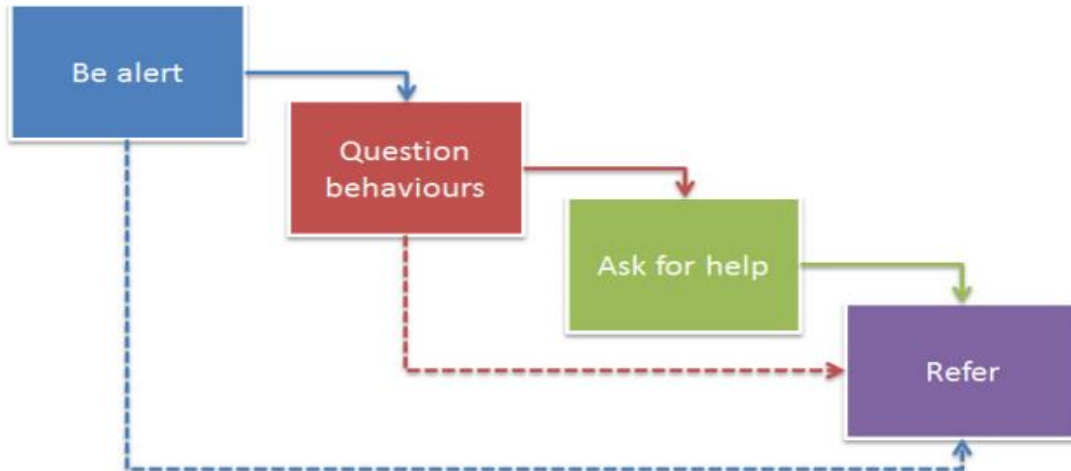 Be alert
Question
behaviours
Ask for help
Refer